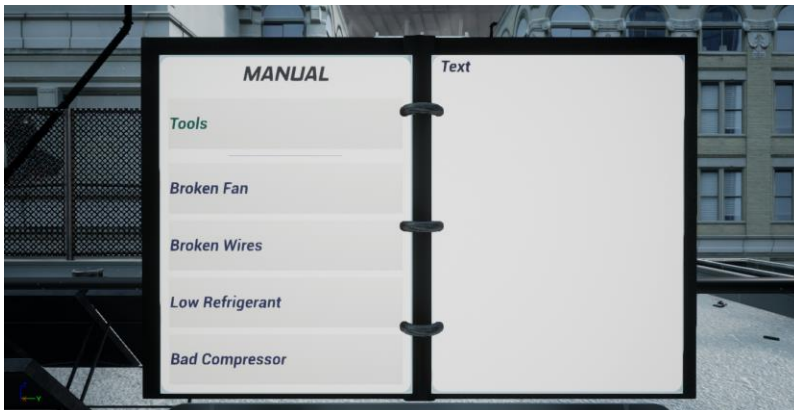 MANUAL
Tools
Broken Fan
Broken Wires
Low Refrigerant
Bad Compressor
Text